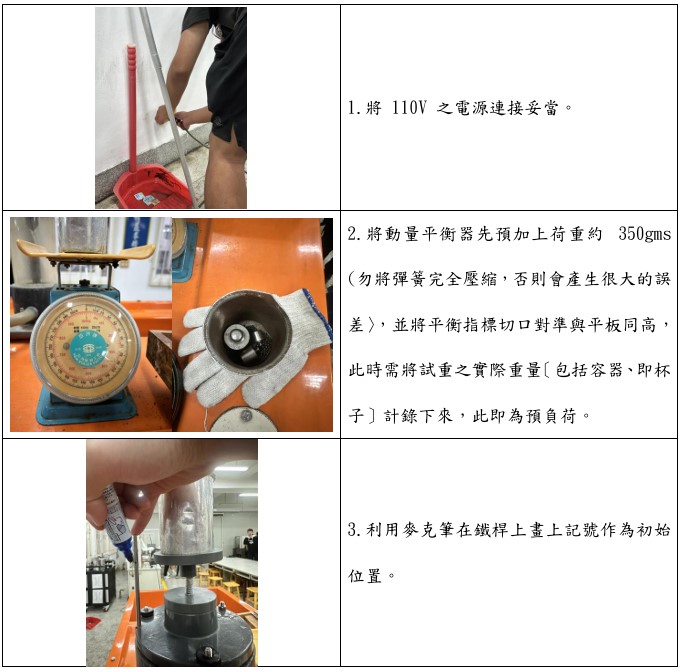 1.將 110V 之電源連接妥當。
2.將動量平衡器先預加上荷重約 350gms
(勿將彈簧完全壓縮，否則會產生很大的誤
差〉，並將平衡指標切口對準與平板同高，
此時需將試重之實際重量〔包括容器、即杯
子〕計錄下來，此即為預負荷。
3.利用麥克筆在鐵桿上畫上記號作為初始
位置。